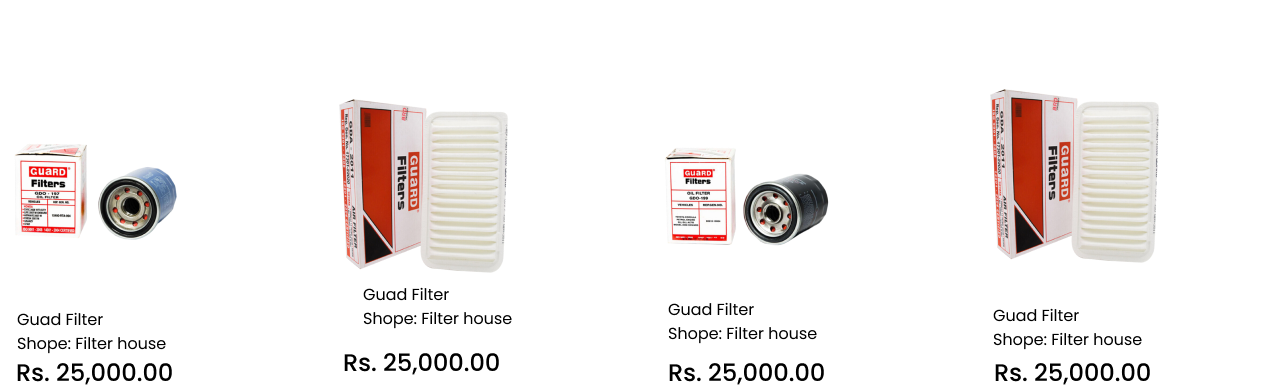 GUARD
Filters
GDO - 197
OIL FILTER
Guad Filter
Shope: Filter house
Rs. 25,000.00
GUARD
Filters
GDA - 2011
AIR FILTER
Guad Filter
Shope: Filter house
Rs. 25,000.00
GUARD
Filters
OIL FILTER
GDO-199
Guad Filter
Shope: Filter house
Rs. 25,000.00
GUARD
Filters
GDA - 2011
AIR FILTER
Guad Filter
Shope: Filter house
Rs. 25,000.00